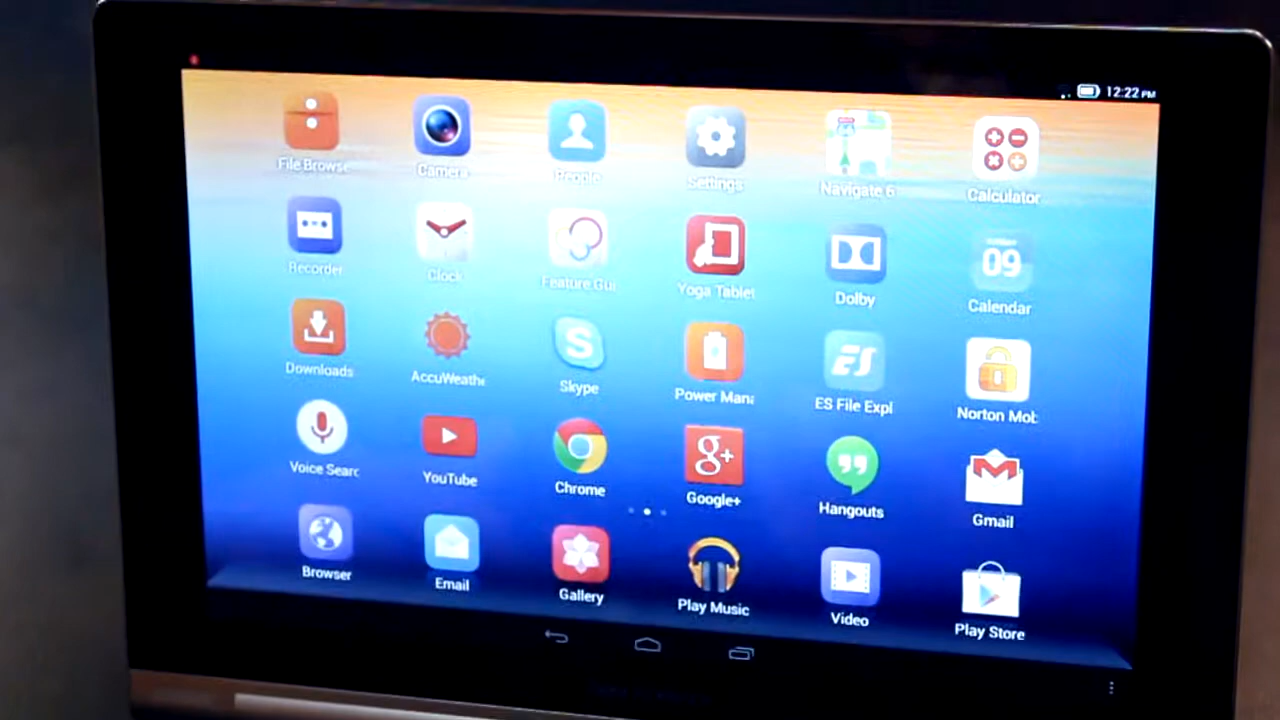 12:22 PM
File Browse
Camera
People
Settings
Navigate 6
Calculator
Recorder
Clock
Feature Gui
Yoga Tablet
Dolby
09
Calendar
Downloads
AccuWeathe
S
Skype
Power Mana
ES
ES File Expl
Norton Mob
Voice Searc
YouTube
Chrome
g+
Google+
Hangouts
M
Gmail
Browser
Email
Gallery
Play Music
Video
Play Store